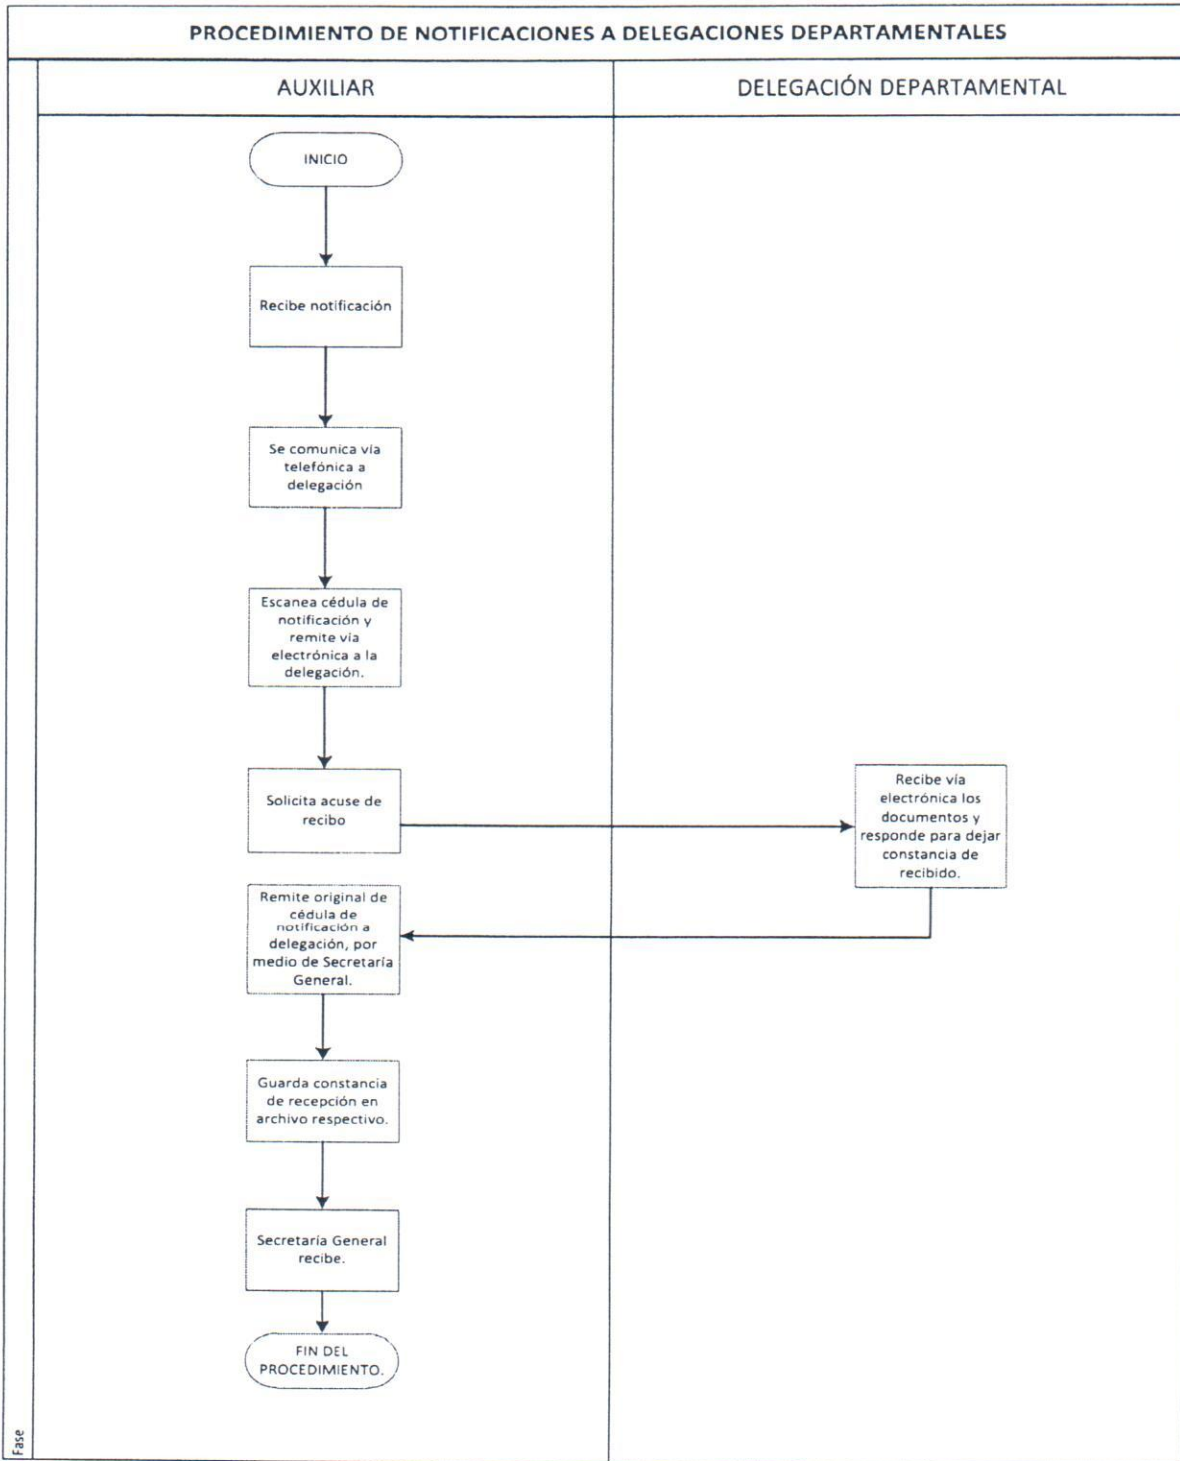 PROCEDIMIENTO DE NOTIFICACIONES A DELEGACIONES DEPARTAMENTALES
AUXILIAR
DELEGACIÓN DEPARTAMENTAL
INICIO
Recibe notificación
Se comunica vía
telefónica a
delegación
Escanea cédula de
notificación y
remite vía
electrónica a la
delegación.
Solicita acuse de
recibo
Recibe vía
electrónica los
documentos y
responde para dejar
constancia de
recibido.
Remite original de
cédula de
notificación a
delegación, por
medio de Secretaría
General.
Guarda constancia
de recepción en
archivo respectivo.
Secretaría General
recibe.
FIN DEL
PROCEDIMIENTO.
Fase